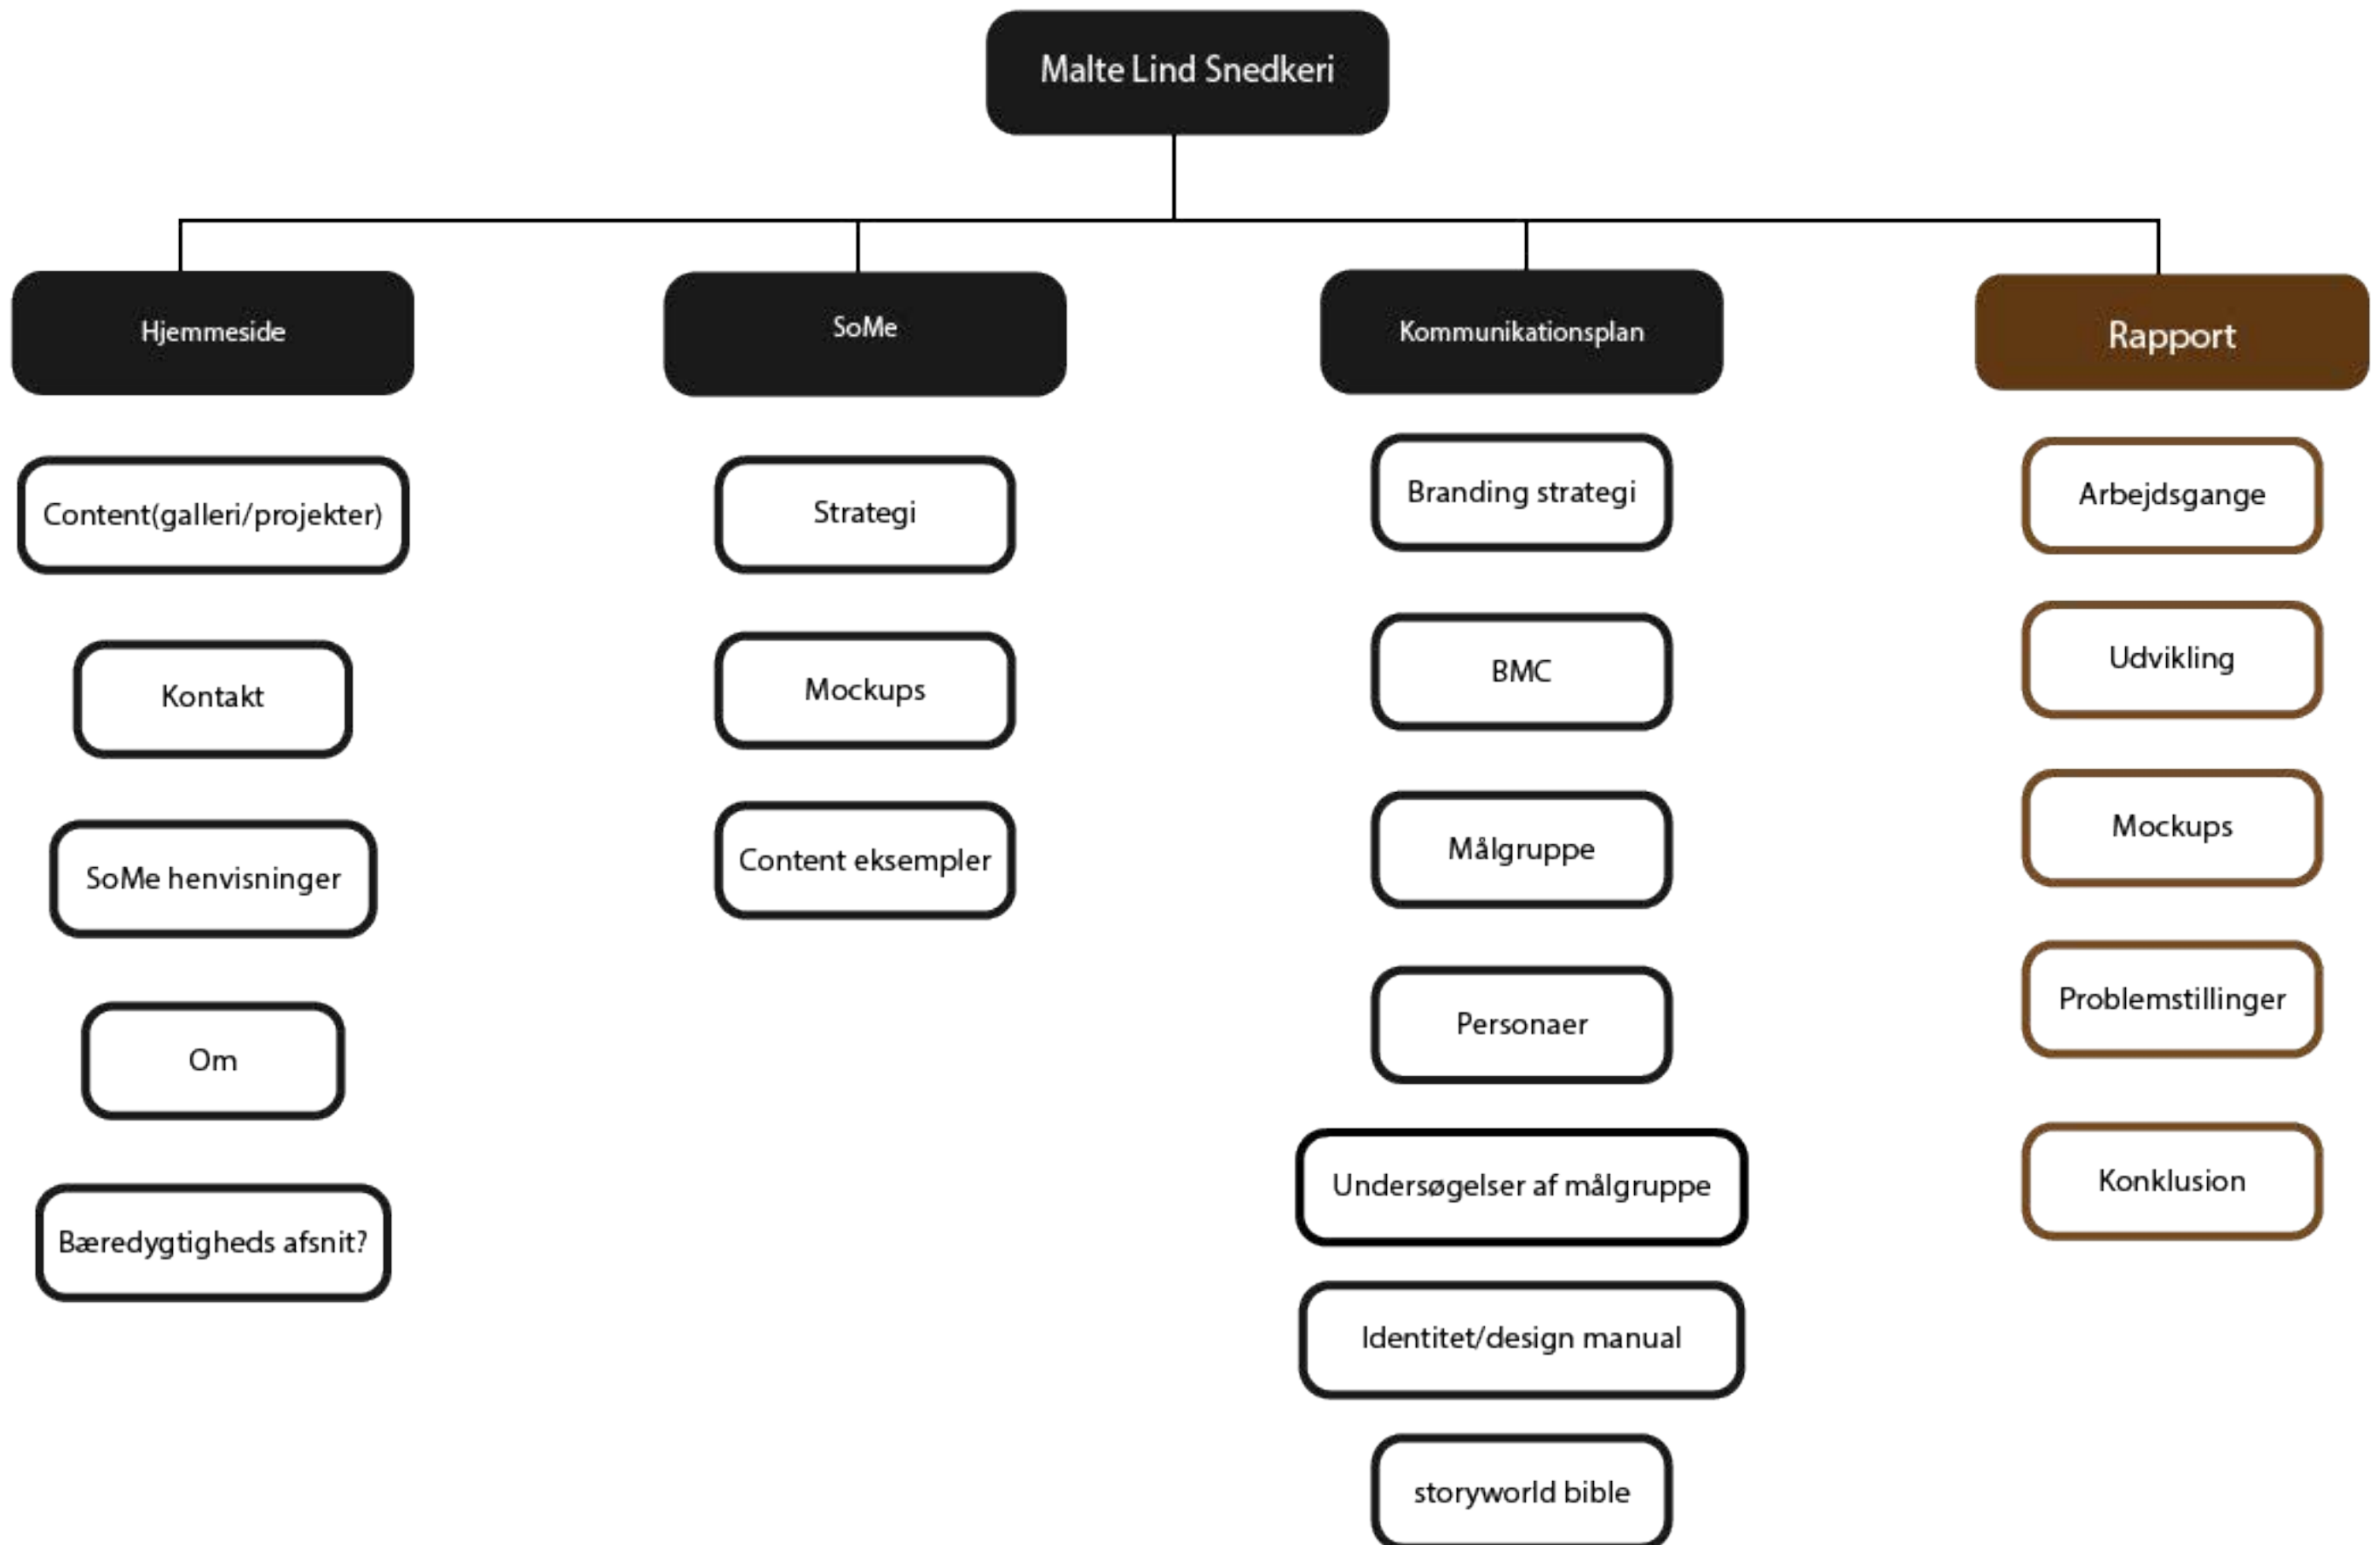 Malte Lind Snedkeri
Hjemmeside
Content(galleri/projekter)
Kontakt
SoMe henvisninger
Om
Bæredygtigheds afsnit?
SoMe
Strategi
Mockups
Content eksempler
Kommunikationsplan
Branding strategi
BMC
Målgruppe
Personaer
Undersøgelser af målgruppe
Identitet/design manual
storyworld bible
Rapport
Arbejdsgange
Udvikling
Mockups
Problemstillinger
Konklusion